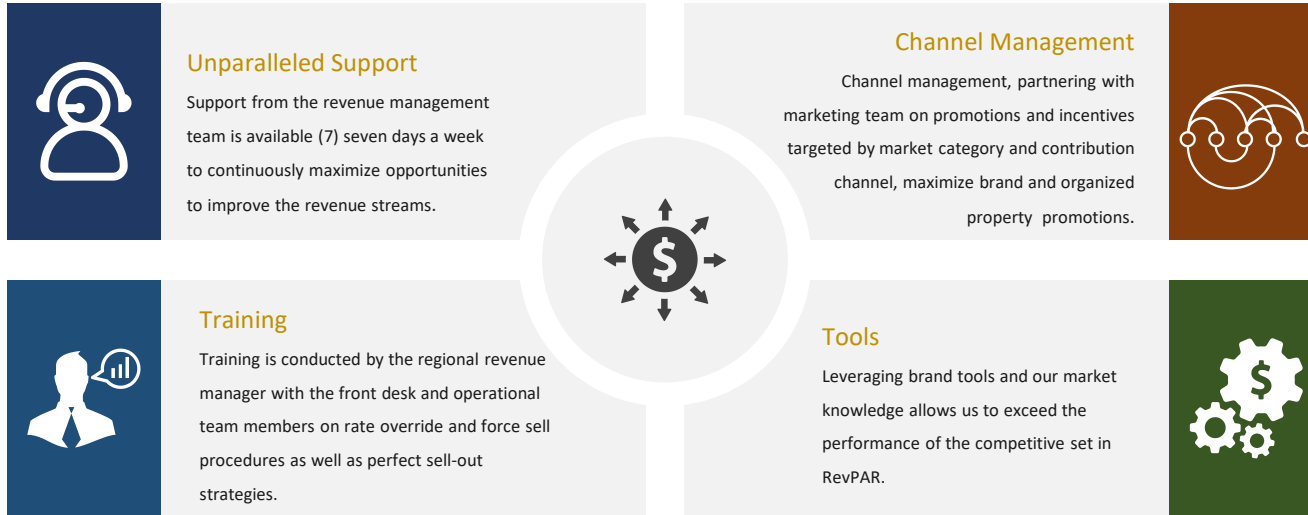 Unparalleled Support
Support from the revenue management
team is available (7) seven days a week
to continuously maximize opportunities
to improve the revenue streams.
Channel Management
Channel management, partnering with
marketing team on promotions and incentives
targeted by market category and contribution
channel, maximize brand and organized
property promotions.
$
Training
Training is conducted by the regional revenue
manager with the front desk and operational
team members on rate override and force sell
procedures as well as perfect sell-out
strategies.
Tools
Leveraging brand tools and our market
knowledge allows us to exceed the
performance of the competitive set in
RevPAR.
$